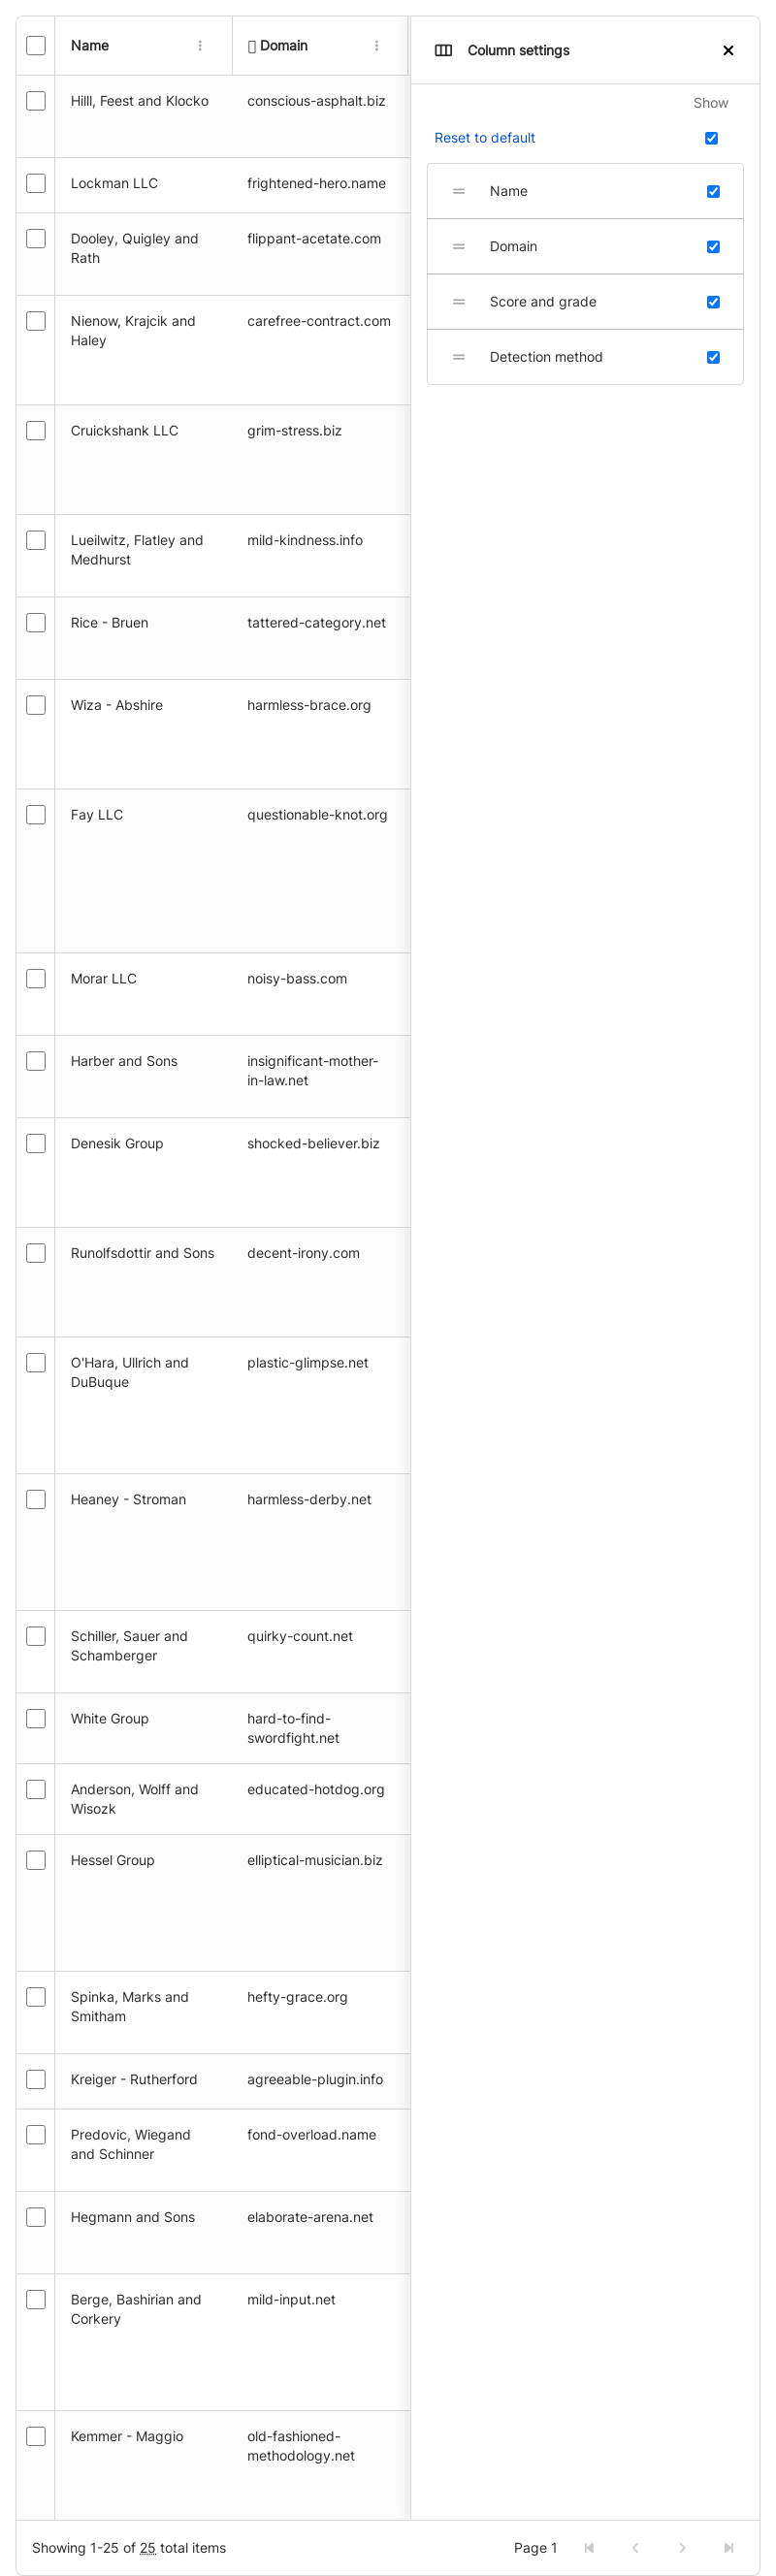 Name
Domain
Column settings
Show
Reset to default
Name
Domain
Score and grade
Detection method
Hilll, Feest and Klocko
conscious-asphalt.biz
Lockman LLC
frightened-hero.name
Dooley, Quigley and
Rath
flippant-acetate.com
Nienow, Krajcik and
Haley
carefree-contract.com
Cruickshank LLC
grim-stress.biz
Lueilwitz, Flatley and
Medhurst
mild-kindness.info
Rice - Bruen
tattered-category.net
Wiza - Abshire
harmless-brace.org
Fay LLC
questionable-knot.org
Morar LLC
noisy-bass.com
Harber and Sons
insignificant-mother-
in-law.net
Denesik Group
shocked-believer.biz
Runolfsdottir and Sons
decent-irony.com
O'Hara, Ullrich and
DuBuque
plastic-glimpse.net
Heaney - Stroman
harmless-derby.net
Schiller, Sauer and
Schamberger
quirky-count.net
White Group
hard-to-find-
swordfight.net
Anderson, Wolff and
Wisozk
educated-hotdog.org
Hessel Group
elliptical-musician.biz
Spinka, Marks and
Smitham
hefty-grace.org
Kreiger - Rutherford
agreeable-plugin.info
Predovic, Wiegand
and Schinner
fond-overload.name
Hegmann and Sons
elaborate-arena.net
Berge, Bashirian and
Corkery
mild-input.net
Kemmer - Maggio
old-fashioned-
methodology.net
Showing 1-25 of 25 total items
Page 1